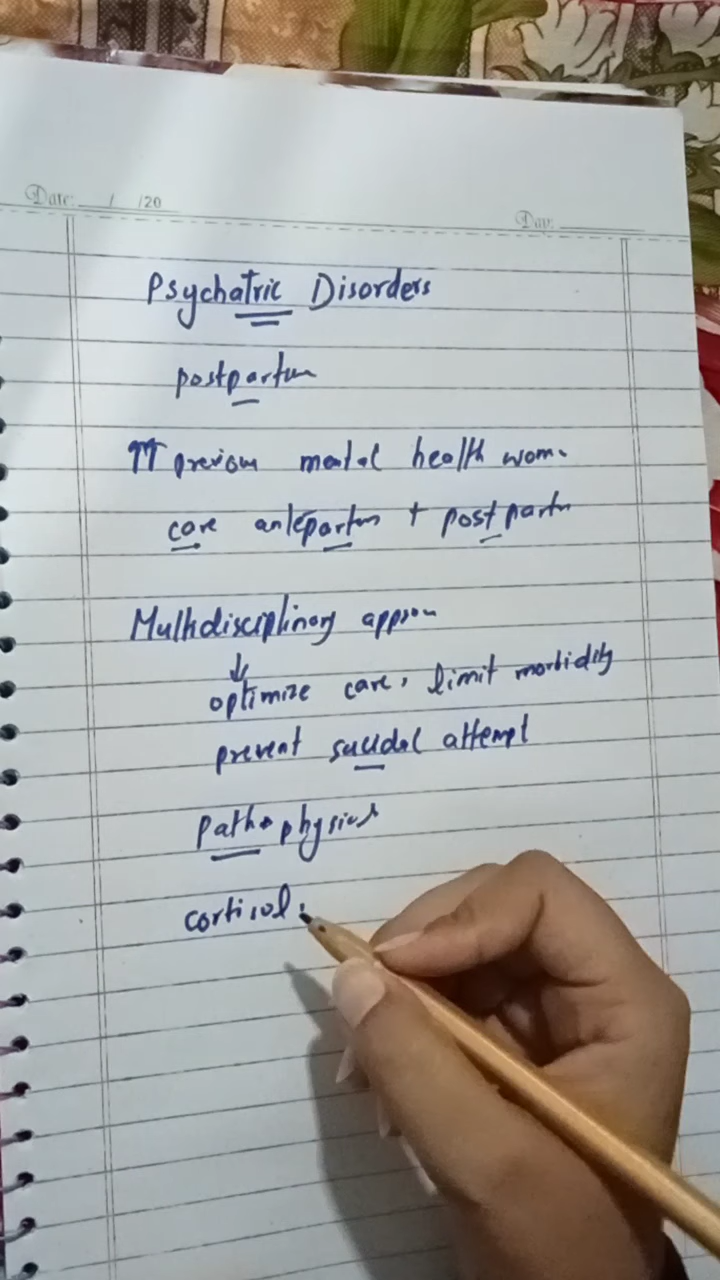 Date: / /20
Day:
Psychatric Disorders
postpartum
↑↑ previous mental health wom.
care antepartum + postpartum
Multidisciplinary approa
↓
optimize care, limit morbidity
prevent suicidal attempt
Pathophysiol
cortisol,